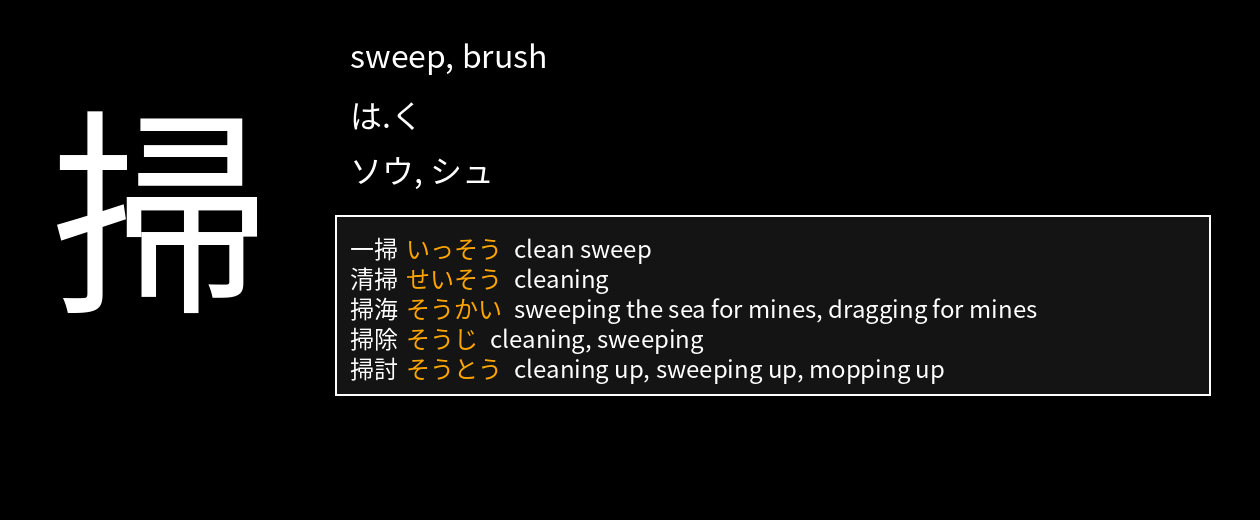 掃
sweep, brush
は.く
ソウ, シュ
一掃 いっそう clean sweep
清掃 せいそう cleaning
掃海 そうかい sweeping the sea for mines, dragging for mines
掃除 そうじ cleaning, sweeping
掃討 そうとう cleaning up, sweeping up, mopping up